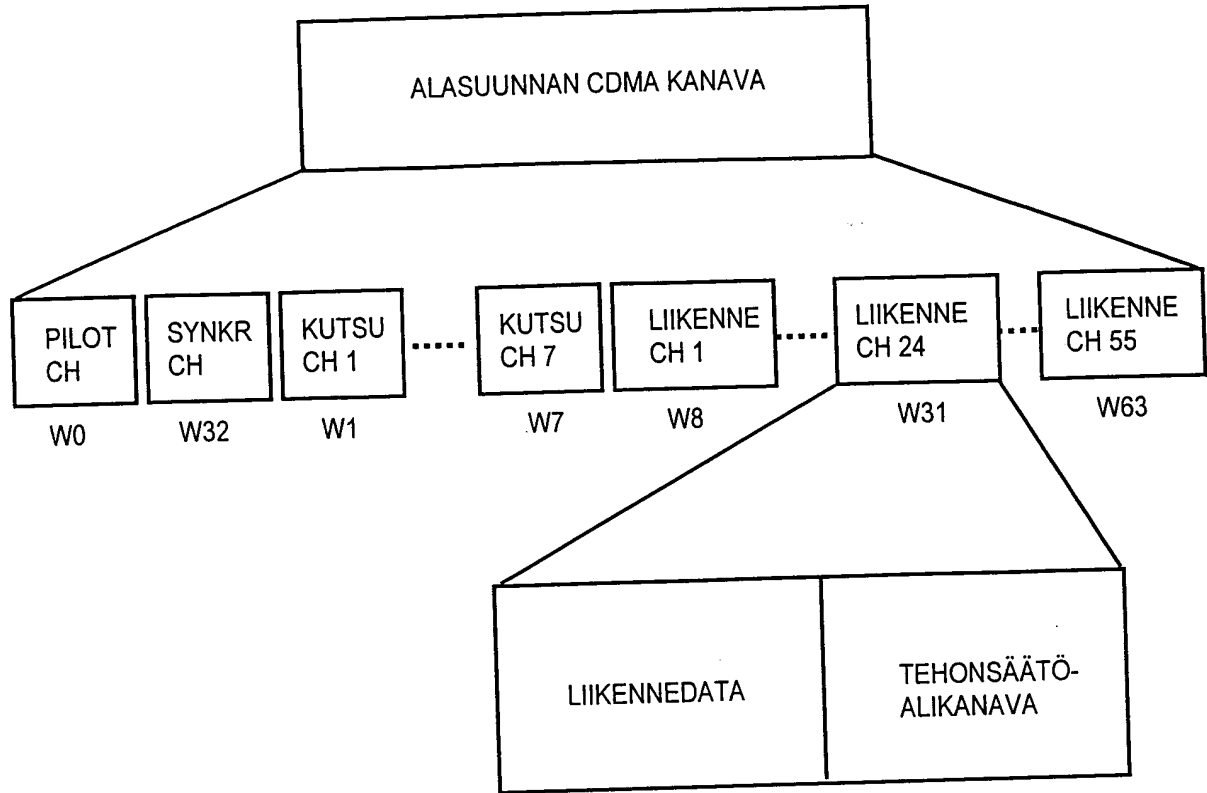 ALASUUNNAN CDMA KANAVA
PILOT
CH
SYNKR
CH
KUTSU
CH 1
KUTSU
CH 7
LIIKENNE
CH 1
LIIKENNE
CH 24
LIIKENNE
CH 55
W0
W32
W1
W7
W8
W31
W63
LIIKENNEDATA
TEHONSÄÄTÖ-
ALIKANAVA